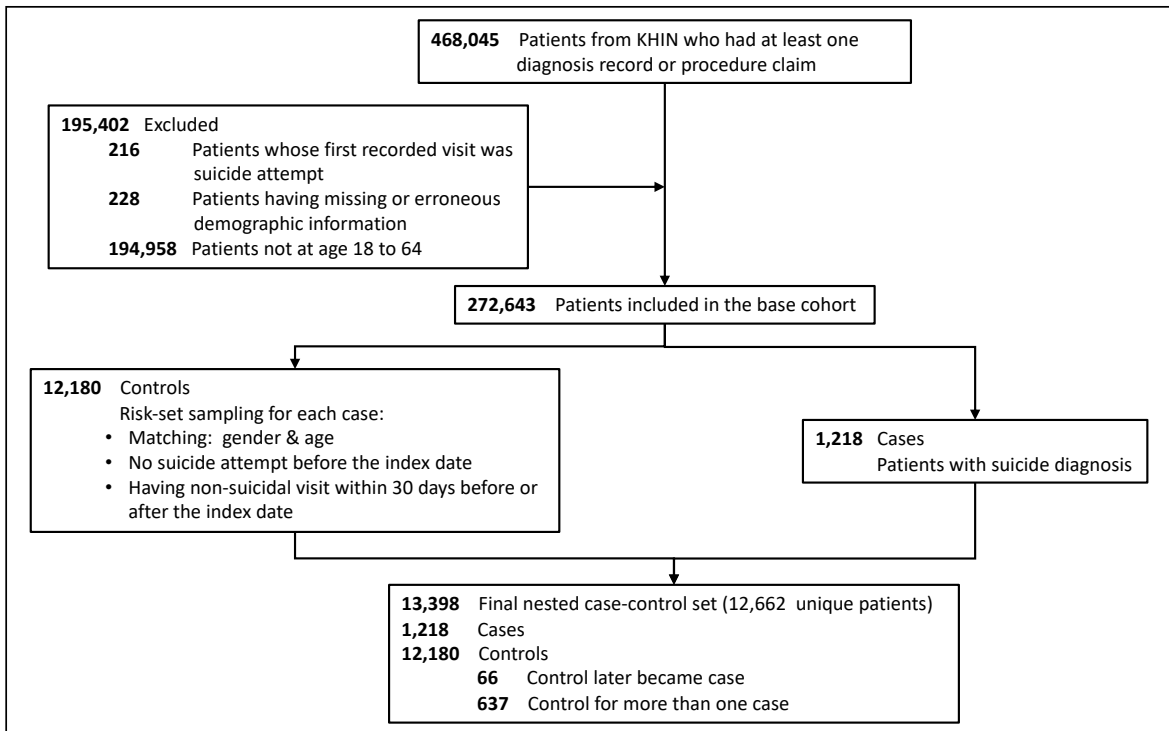 468,045 Patients from KHIN who had at least one
diagnosis record or procedure claim
195,402 Excluded
216 Patients whose first recorded visit was
suicide attempt
228 Patients having missing or erroneous
demographic information
194,958 Patients not at age 18 to 64
272,643 Patients included in the base cohort
12,180 Controls
Risk-set sampling for each case:
• Matching: gender & age
• No suicide attempt before the index date
• Having non-suicidal visit within 30 days before or
after the index date
1,218 Cases
Patients with suicide diagnosis
13,398 Final nested case-control set (12,662 unique patients)
1,218 Cases
12,180 Controls
66 Control later became case
637 Control for more than one case